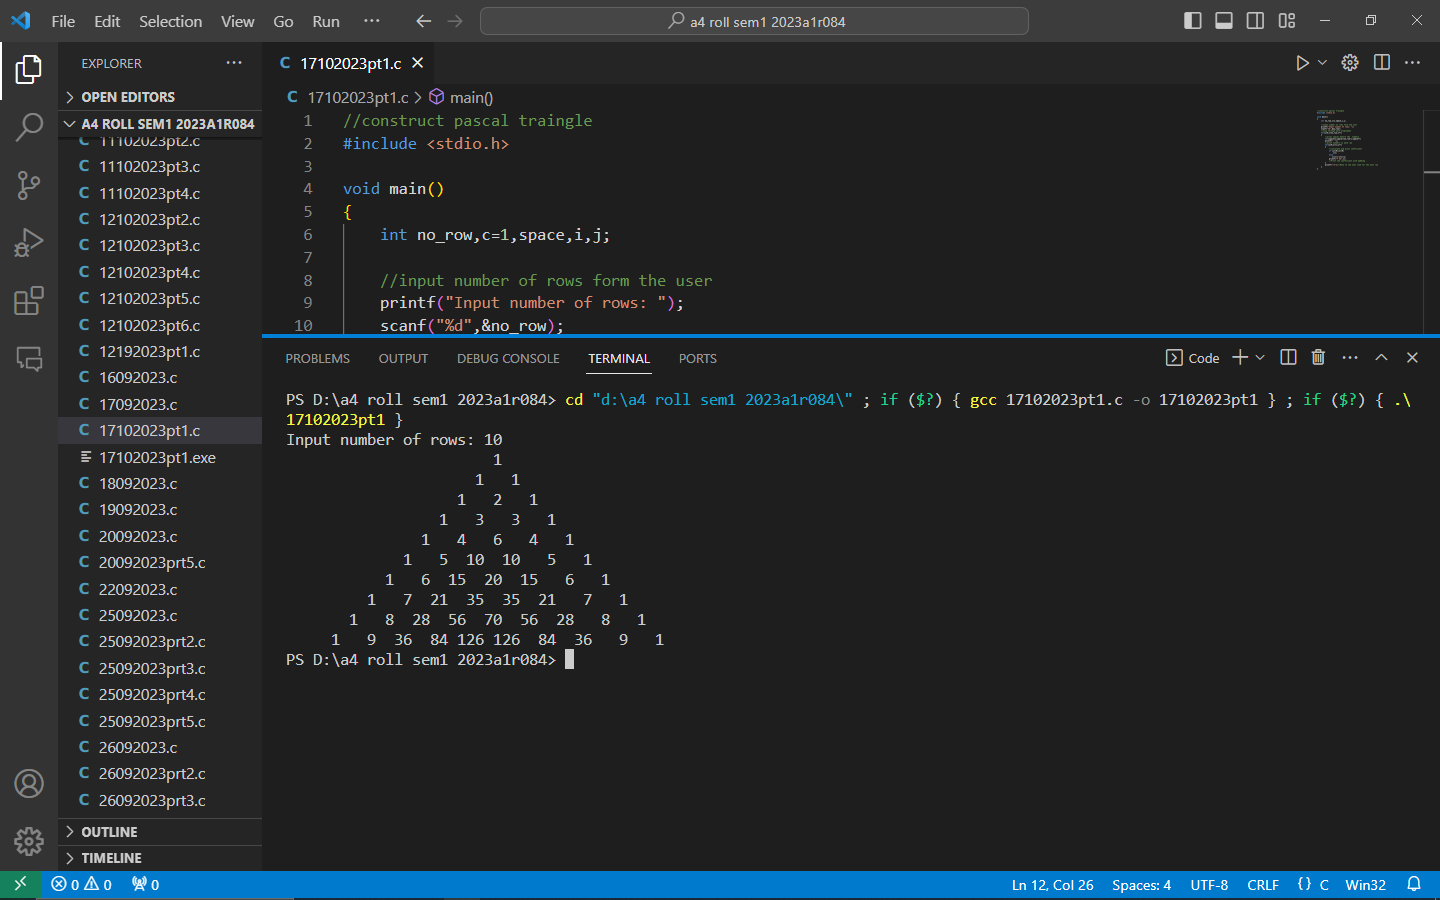 File Edit Selection View Go Run ··· a4 roll sem1 2023a1r084
EXPLORER ···
OPEN EDITORS
A4 ROLL SEM1 2023A1R084
11102023pt2.c
C 11102023pt3.c
C 11102023pt4.c
C 12102023pt2.c
C 12102023pt3.c
C 12102023pt4.c
C 12102023pt5.c
C 12102023pt6.c
C 12192023pt1.c
C 16092023.c
C 17092023.c
C 17102023pt1.c
17102023pt1.exe
C 18092023.c
C 19092023.c
C 20092023.c
C 20092023prt5.c
C 22092023.c
C 25092023.c
C 25092023prt2.c
C 25092023prt3.c
C 25092023prt4.c
C 25092023prt5.c
C 26092023.c
C 26092023prt2.c
C 26092023prt3.c
OUTLINE
TIMELINE
C 17102023pt1.c
C 17102023pt1.c > main()
1 //construct pascal traingle
2 #include <stdio.h>
3
4 void main()
5 {
6 int no_row,c=1,space,i,j;
7
8 //input number of rows form the user
9 printf("Input number of rows: ");
10 scanf("%d",&no_row);
PROBLEMS OUTPUT DEBUG CONSOLE TERMINAL PORTS Code
PS D:\a4 roll sem1 2023a1r084> cd "d:\a4 roll sem1 2023a1r084\" ; if ($?) { gcc 17102023pt1.c -o 17102023pt1 } ; if ($?) { .\
17102023pt1 }
Input number of rows: 10
1
1 1
1 2 1
1 3 3 1
1 4 6 4 1
1 5 10 10 5 1
1 6 15 20 15 6 1
1 7 21 35 35 21 7 1
1 8 28 56 70 56 28 8 1
1 9 36 84 126 126 84 36 9 1
PS D:\a4 roll sem1 2023a1r084>
0 0 0 Ln 12, Col 26 Spaces: 4 UTF-8 CRLF {} C Win32